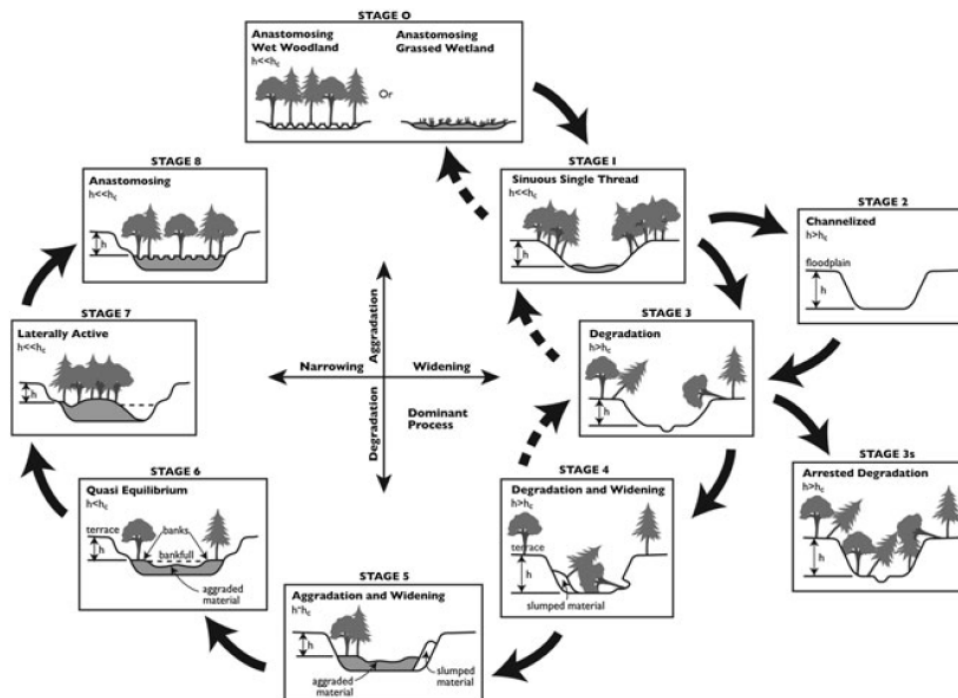 STAGE 0
Anastomosing
Wet Woodland
h<<hc
Or
Anastomosing
Grassed Wetland
STAGE 1
Sinuous Single Thread
h<<hc
h
STAGE 2
Channelized
h>hc
floodplain
h
STAGE 8
Anastomosing
h<<hc
h
STAGE 7
Laterally Active
h<<hc
h
Narrowing
Aggradation
Widening
Degradation
Dominant
Process
STAGE 3
Degradation
h>hc
h
STAGE 3s
Arrested Degradation
h>hc
h
STAGE 4
Degradation and Widening
h>hc
terrace
h
slumped material
STAGE 6
Quasi Equilibrium
h<hc
terrace
banks
h
bankfull
aggraded
material
STAGE 5
Aggradation and Widening
h~hc
h
aggraded
material
slumped
material